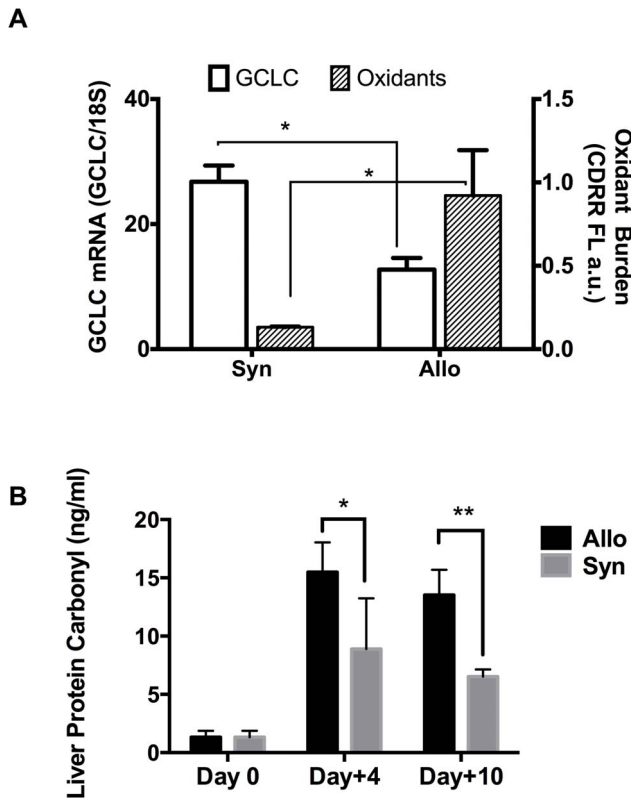 A
GCLC Oxidants
GCLC mRNA (GCLC/18S)
40
20
0
*
*
1.5
1.0
0.5
0.0
Oxidant Burden
(CDRR FL a.u.)
Syn Allo
B
Liver Protein Carbonyl (ng/ml)
20
15
10
5
0
*
**
Allo
Syn
Day 0 Day+4 Day+10